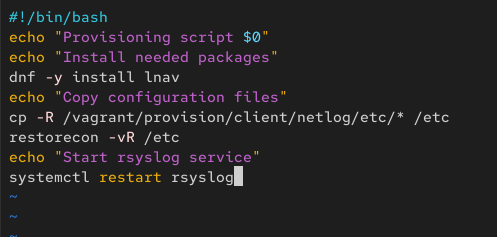 #!/bin/bash
echo "Provisioning script $0"
echo "Install needed packages"
dnf -y install lnav
echo "Copy configuration files"
cp -R /vagrant/provision/client/netlog/etc/* /etc
restorecon -vR /etc
echo "Start rsyslog service"
systemctl restart rsyslog
~
~
~